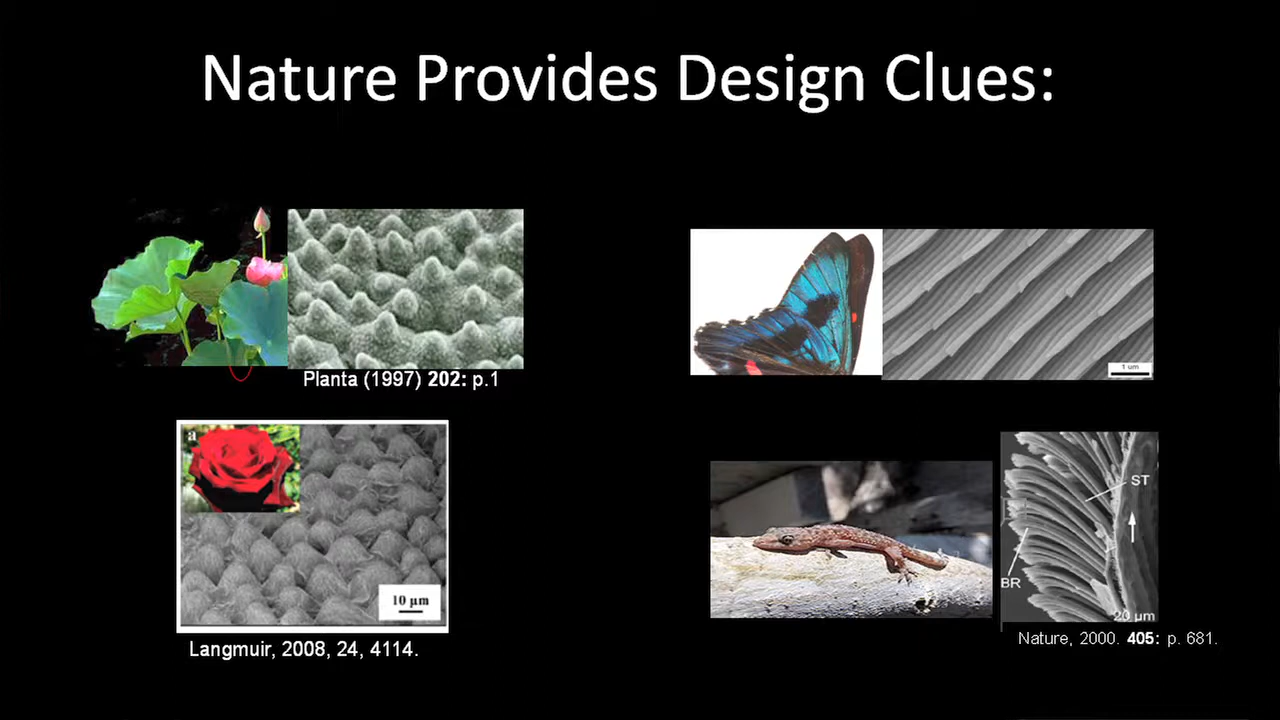 Nature Provides Design Clues:
Planta (1997) 202: p.1
1 um
a
10 µm
Langmuir, 2008, 24, 4114.
ST
BR
20 µm
Nature, 2000. 405: p. 681.